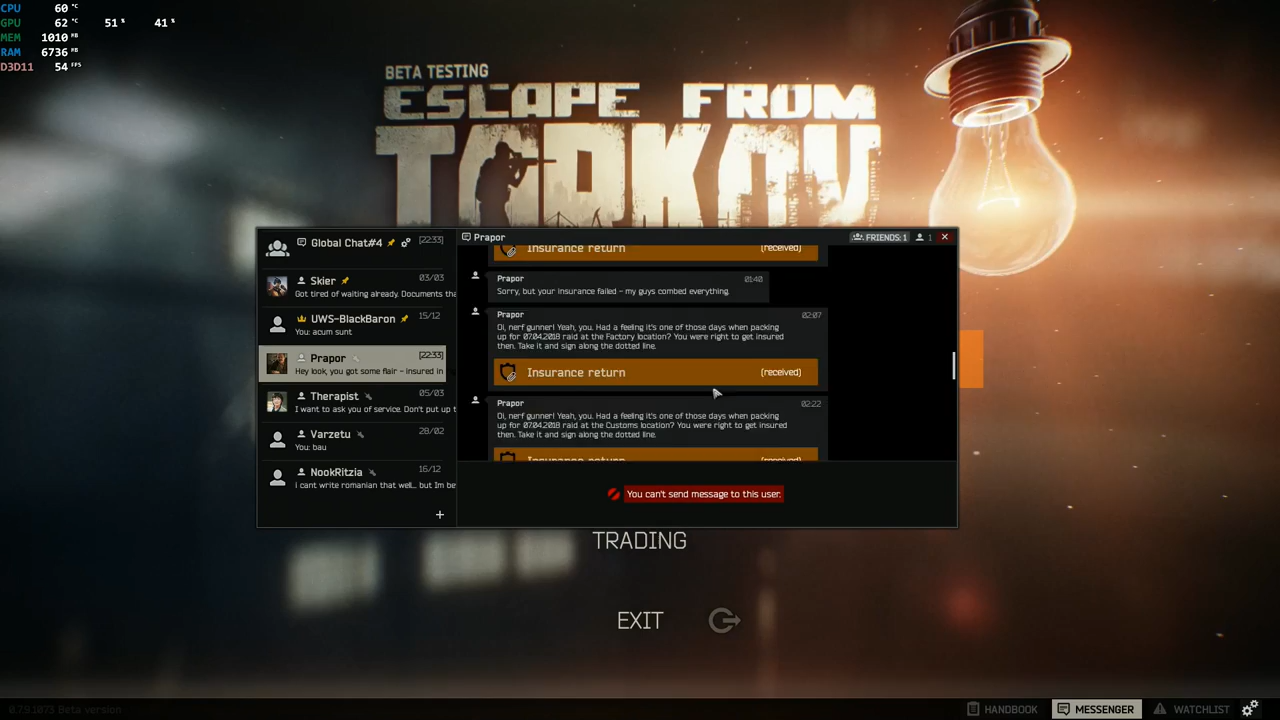 CPU 60 °C
GPU 62 °C 51 % 41 %
MEM 1010 MB
RAM 6736 MB
D3D11 54 FPS
BETA TESTING
ESCAPE FROM
TARKOV
Global Chat#4 [22:33]
Skier 03/03
Got tired of waiting already. Documents tha
UWS-BlackBaron 15/12
You: acum sunt
Prapor [22:33]
Hey look, you got some flair - insured in
Therapist 05/03
I want to ask you of service. Don't put up t
Varzetu 28/02
You: bau
NookRitzia 16/12
i cant write romanian that well... but Im be
+
Prapor
FRIENDS: 1 1
Insurance return (received)
Prapor 01:40
Sorry, but your insurance failed - my guys combed everything.
Prapor 02:07
Oi, nerf gunner! Yeah, you. Had a feeling it's one of those days when packing
up for 07.04.2018 raid at the Factory location? You were right to get insured
then. Take it and sign along the dotted line.
Insurance return (received)
Prapor 02:22
Oi, nerf gunner! Yeah, you. Had a feeling it's one of those days when packing
up for 07.04.2018 raid at the Customs location? You were right to get insured
then. Take it and sign along the dotted line.
Insurance return (received)
You can't send message to this user.
TRADING
EXIT
0.7.9.1073 Beta version
HANDBOOK
MESSENGER
WATCHLIST